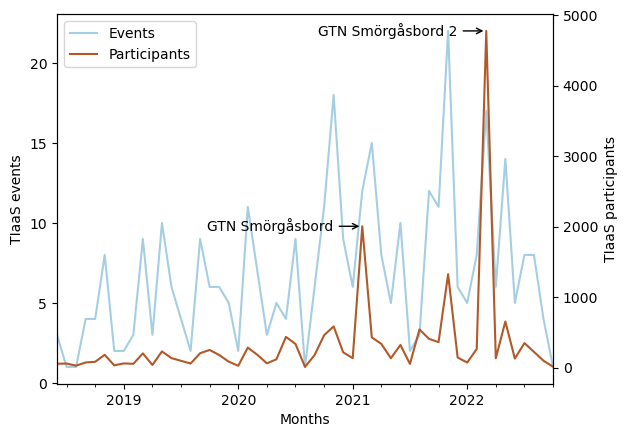 Events
Participants
GTN Smörgåsbord 2
GTN Smörgåsbord
TIaaS events
0
5
10
15
20
TIaaS participants
0
1000
2000
3000
4000
5000
2019
2020
2021
2022
Months